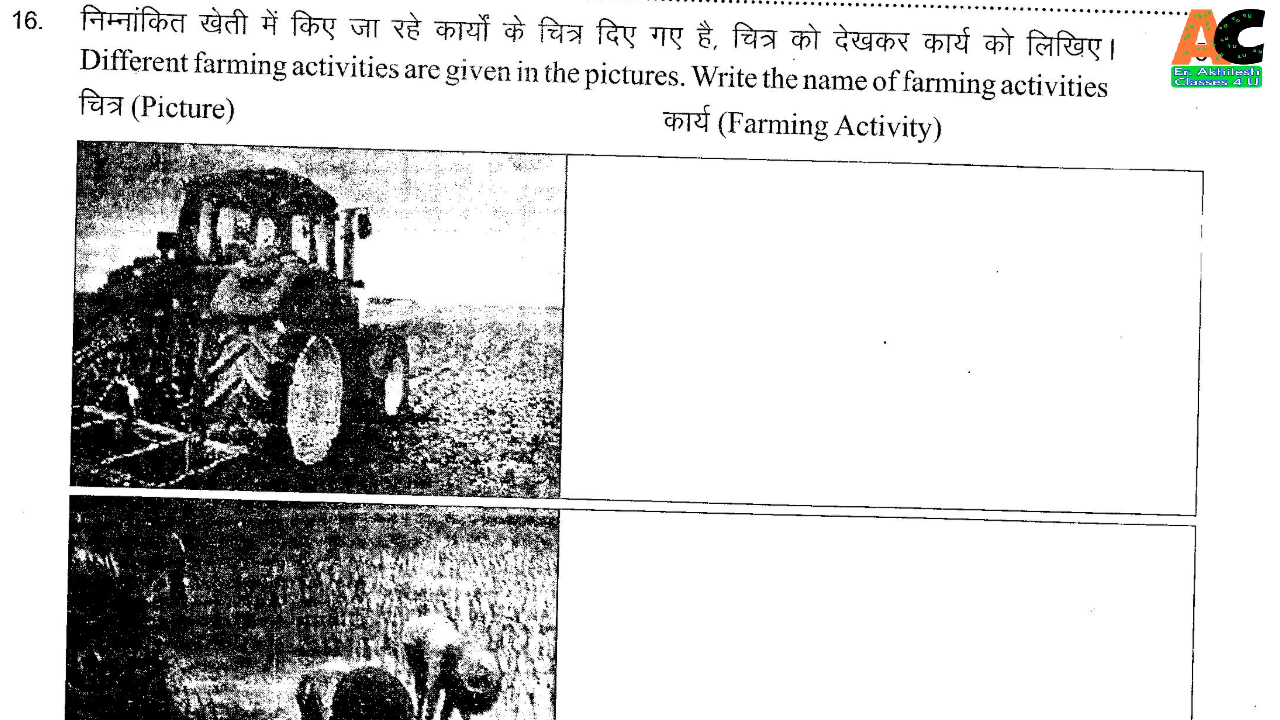 16. निम्नांकित खेती में किए जा रहे कार्यों के चित्र दिए गए है, चित्र को देखकर कार्य को लिखिए।
Different farming activities are given in the pictures. Write the name of farming activities
चित्र (Picture)
कार्य (Farming Activity)
AC
Er. Akhilesh
Classes 4 U